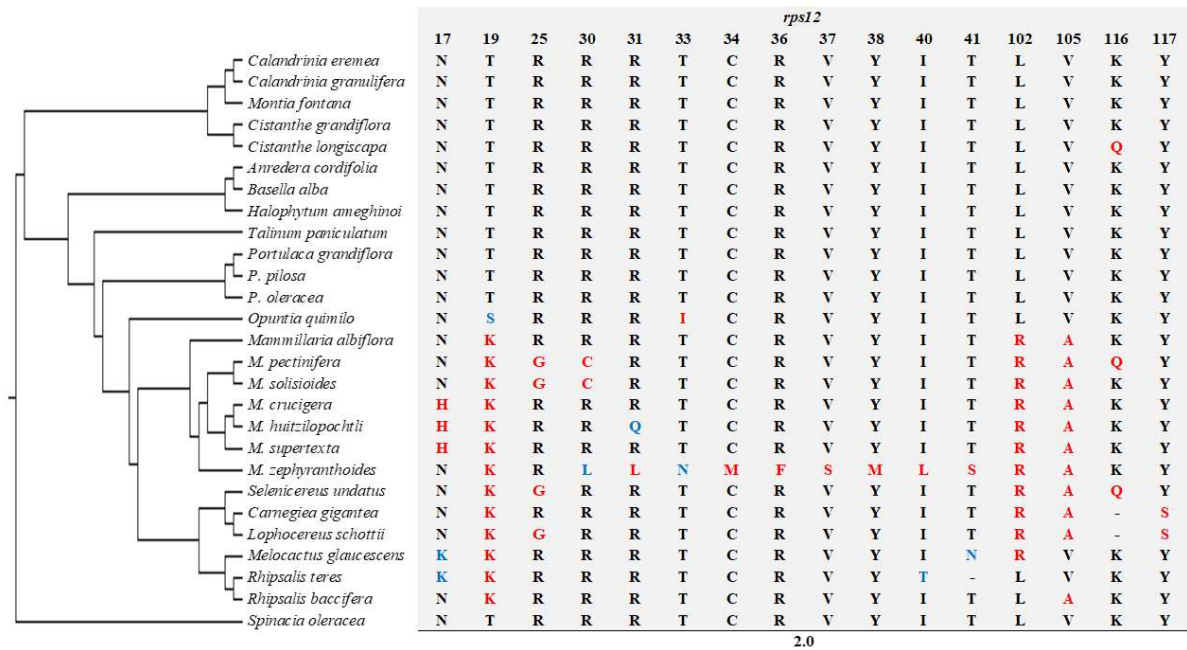 rps12
17 19 25 30 31 33 34 36 37 38 40 41 102 105 116 117
Calandrinia eremea N T R R R T C R V Y I T L V K Y
Calandrinia granulifera N T R R R T C R V Y I T L V K Y
Montia fontana N T R R R T C R V Y I T L V K Y
Cistanthe grandiflora N T R R R T C R V Y I T L V K Y
Cistanthe longiscapa N T R R R T C R V Y I T L V Q Y
Anredera cordifolia N T R R R T C R V Y I T L V K Y
Basella alba N T R R R T C R V Y I T L V K Y
Halophytum ameghinoi N T R R R T C R V Y I T L V K Y
Talinum paniculatum N T R R R T C R V Y I T L V K Y
Portulaca grandiflora N T R R R T C R V Y I T L V K Y
P. pilosa N T R R R T C R V Y I T L V K Y
P. oleracea N T R R R T C R V Y I T L V K Y
Opuntia quimilo N S R R R I C R V Y I T L V K Y
Mammillaria albiflora N K R R R T C R V Y I T R A K Y
M. pectinifera N K G C R T C R V Y I T R A Q Y
M. solisioides N K G C R T C R V Y I T R A K Y
M. crucigera H K R R R T C R V Y I T R A K Y
M. huitzilopochtli H K R R Q T C R V Y I T R A K Y
M. supertexta H K R R R T C R V Y I T R A K Y
M. zephyranthoides N K R L L N M F S M L S R A K Y
Selenicereus undatus N K G R R T C R V Y I T R A Q Y
Carnegiea gigantea N K R R R T C R V Y I T R A - S
Lophocereus schottii N K G R R T C R V Y I T R A - S
Melocactus glaucescens K K R R R T C R V Y I N R V K Y
Rhipsalis teres K K R R R T C R V Y T - L V K Y
Rhipsalis baccifera N K R R R T C R V Y I T L A K Y
Spinacia oleracea N T R R R T C R V Y I T L V K Y
2.0